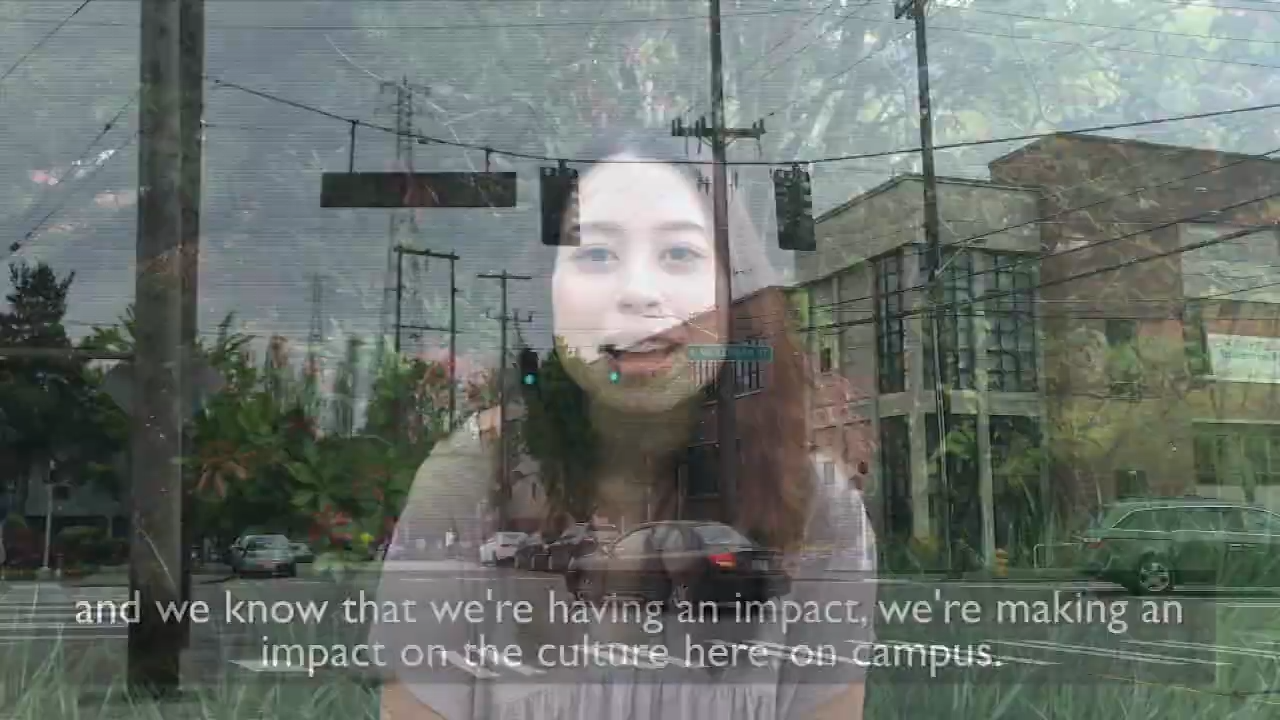 and we know that we're having an impact, we're making an
impact on the culture here on campus.